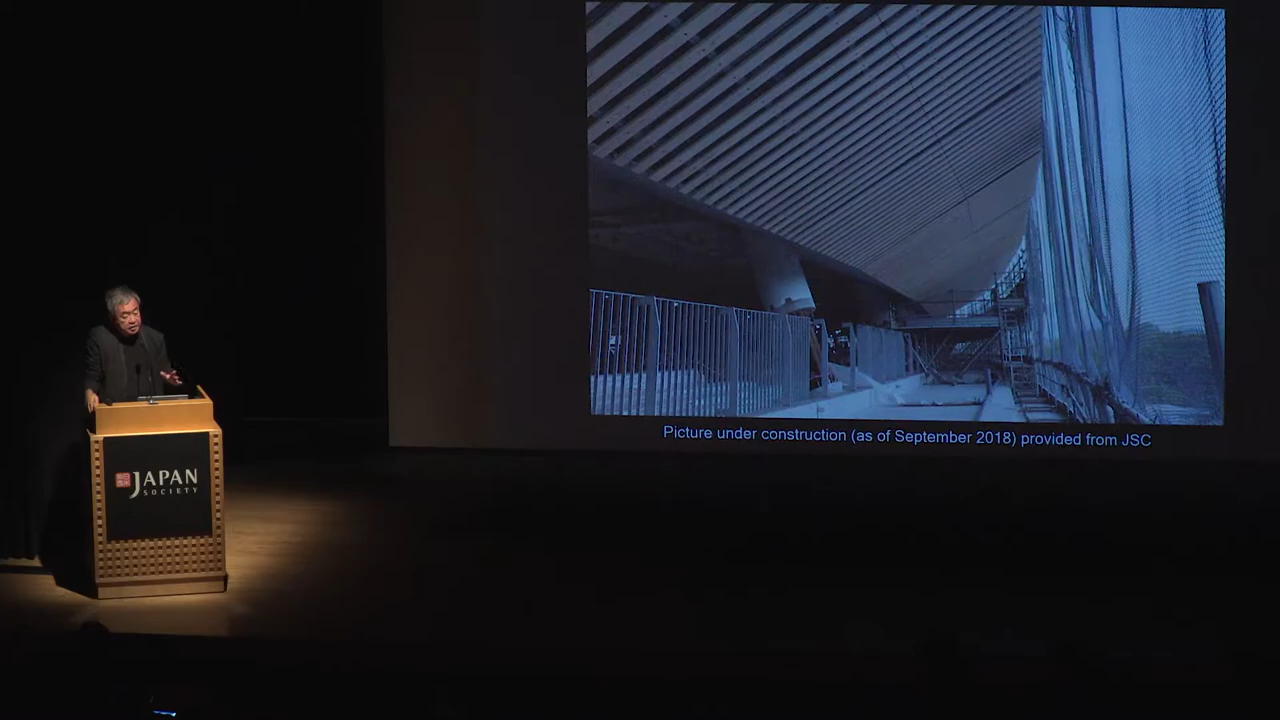 Picture under construction (as of September 2018) provided from JSC
JAPAN
SOCIETY